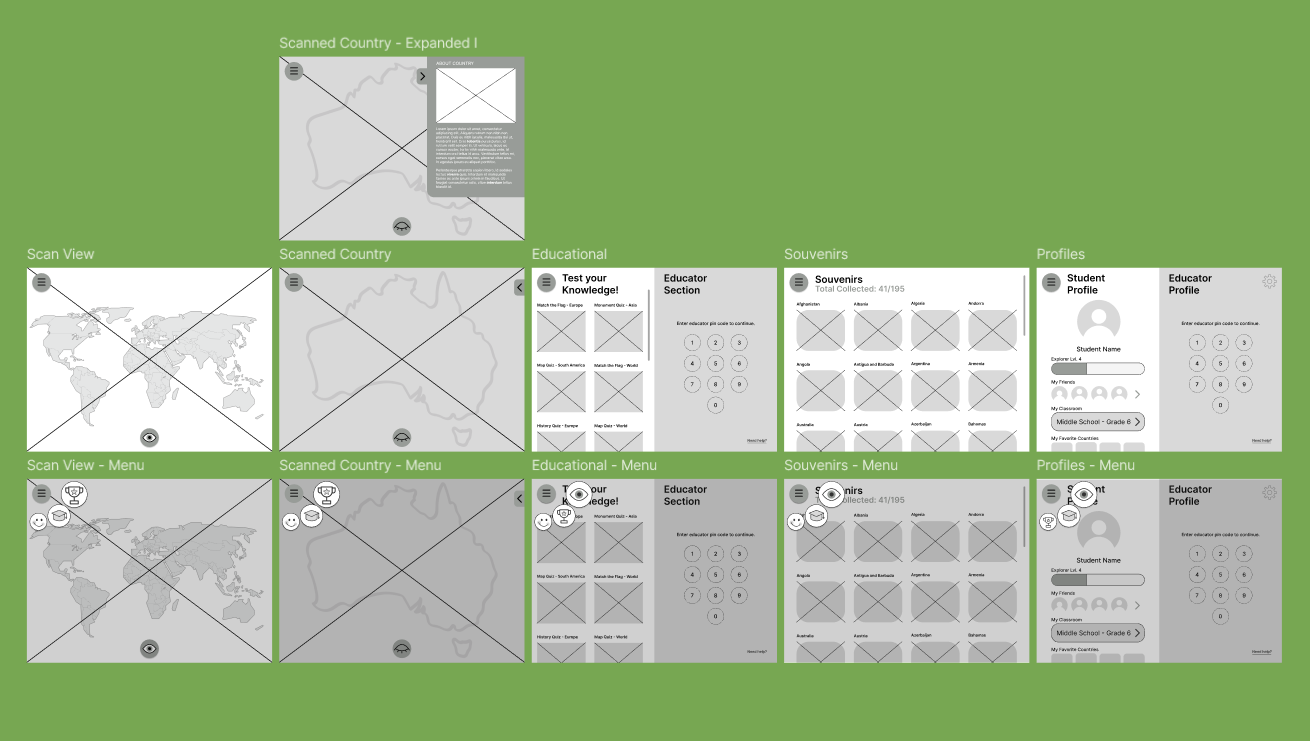 Scanned Country - Expanded I
ABOUT COUNTRY
Scan View
Scanned Country
Educational
Test your
Knowledge!
Match the Flag - Europe
Monument Quiz - Asia
Map Quiz - South America
Match the Flag - World
History Quiz - Europe
Map Quiz - World
Educator
Section
Enter educator pin code to continue.
1 2 3
4 5 6
7 8 9
0
Need help?
Souvenirs
Souvenirs
Total Collected: 41/195
Afghanistan
Albania
Algeria
Andorra
Angola
Antigua and Barbuda
Argentina
Armenia
Australia
Austria
Azerbaijan
Bahamas
Profiles
Student
Profile
Student Name
Explorer Lvl. 4
My Friends
My Classroom
Middle School - Grade 6
My Favorite Countries
Educator
Profile
Enter educator pin code to continue.
1 2 3
4 5 6
7 8 9
0
Need help?
Scan View - Menu
Scanned Country - Menu
Educational - Menu
Monument Quiz - Asia
Map Quiz - South America
Match the Flag - World
History Quiz - Europe
Map Quiz - World
Educator
Section
Enter educator pin code to continue.
1 2 3
4 5 6
7 8 9
0
Need help?
Souvenirs - Menu
41/195
Albania
Algeria
Andorra
Angola
Antigua and Barbuda
Argentina
Armenia
Australia
Austria
Azerbaijan
Bahamas
Profiles - Menu
Student Name
Explorer Lvl. 4
My Friends
My Classroom
Middle School - Grade 6
My Favorite Countries
Educator
Profile
Enter educator pin code to continue.
1 2 3
4 5 6
7 8 9
0
Need help?